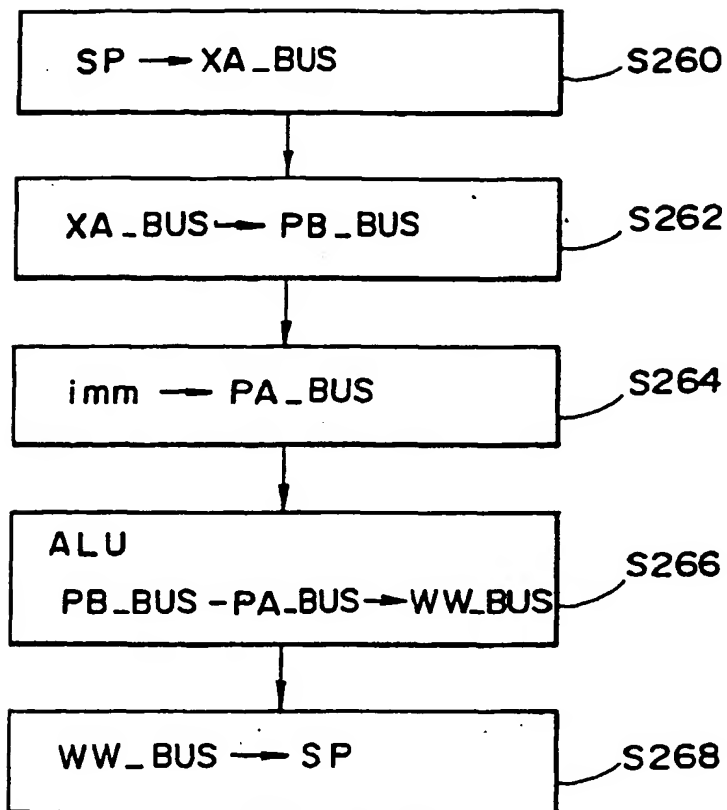 SP → XA_BUS
S260
XA_BUS → PB_BUS
S262
imm → PA_BUS
S264
ALU
PB_BUS - PA_BUS → WW_BUS
S266
WW_BUS → SP
S268